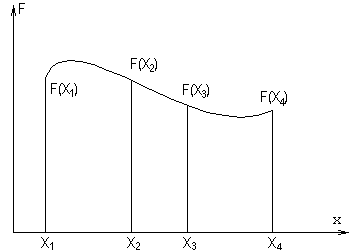 F
F(X₂)
F(X₁)
F(X₃)
F(X₄)
x
X₁ X₂ X₃ X₄